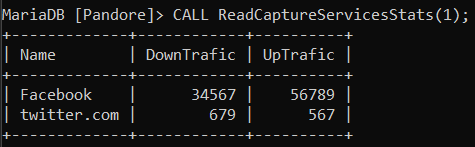 MariaDB [Pandore]> CALL ReadCaptureServicesStats(1);
+-------------+------------+----------+
| Name        | DownTrafic | UpTrafic |
+-------------+------------+----------+
| Facebook    |      34567 |    56789 |
| twitter.com |        679 |      567 |
+-------------+------------+----------+